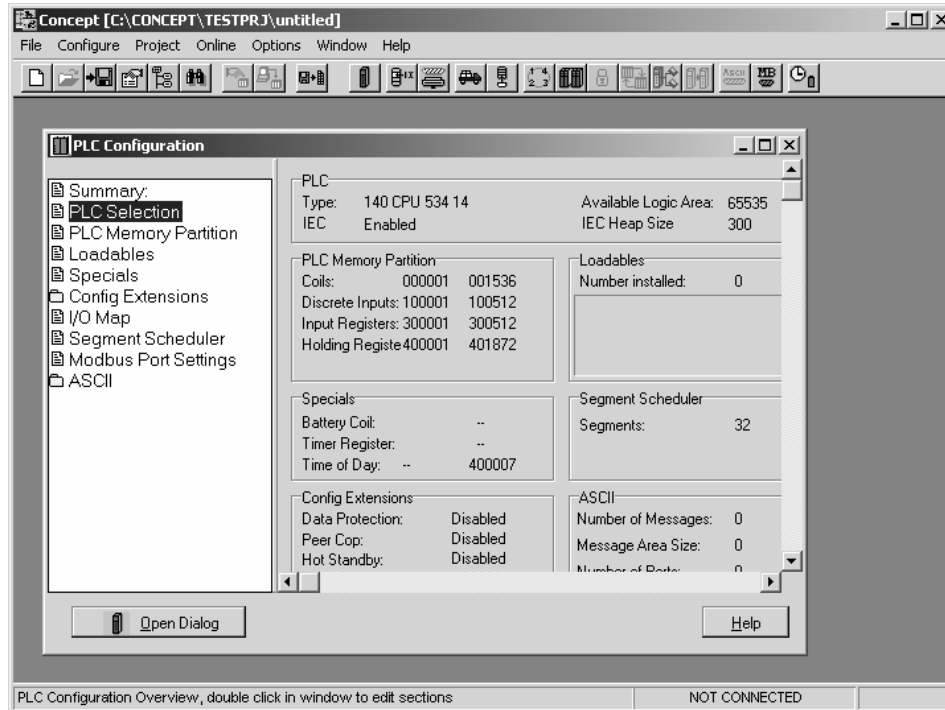 Concept [C:\CONCEPT\TESTPRJ\untitled]
File Configure Project Online Options Window Help
PLC Configuration
Summary:
PLC Selection
PLC Memory Partition
Loadables
Specials
Config Extensions
I/O Map
Segment Scheduler
Modbus Port Settings
ASCII
PLC
Type: 140 CPU 534 14 Available Logic Area: 65535
IEC Enabled IEC Heap Size 300
PLC Memory Partition
Coils: 000001 001536
Discrete Inputs: 100001 100512
Input Registers: 300001 300512
Holding Registe 400001 401872
Loadables
Number installed: 0
Specials
Battery Coil: --
Timer Register: --
Time of Day: -- 400007
Segment Scheduler
Segments: 32
Config Extensions
Data Protection: Disabled
Peer Cop: Disabled
Hot Standby: Disabled
ASCII
Number of Messages: 0
Message Area Size: 0
Number of Ports: 0
Open Dialog
Help
PLC Configuration Overview, double click in window to edit sections NOT CONNECTED